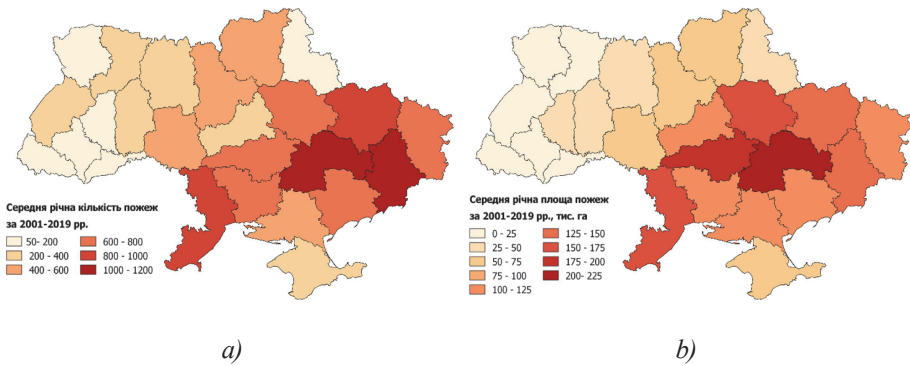 Середня річна кількість пожеж
за 2001-2019 рр.
50- 200
200 - 400
400 - 600
600 - 800
800 - 1000
1000 - 1200
Середня річна площа пожеж
за 2001-2019 рр., тис. га
0 - 25
25 - 50
50 - 75
75 - 100
100 - 125
125 - 150
150 - 175
175 - 200
200- 225
a)
b)